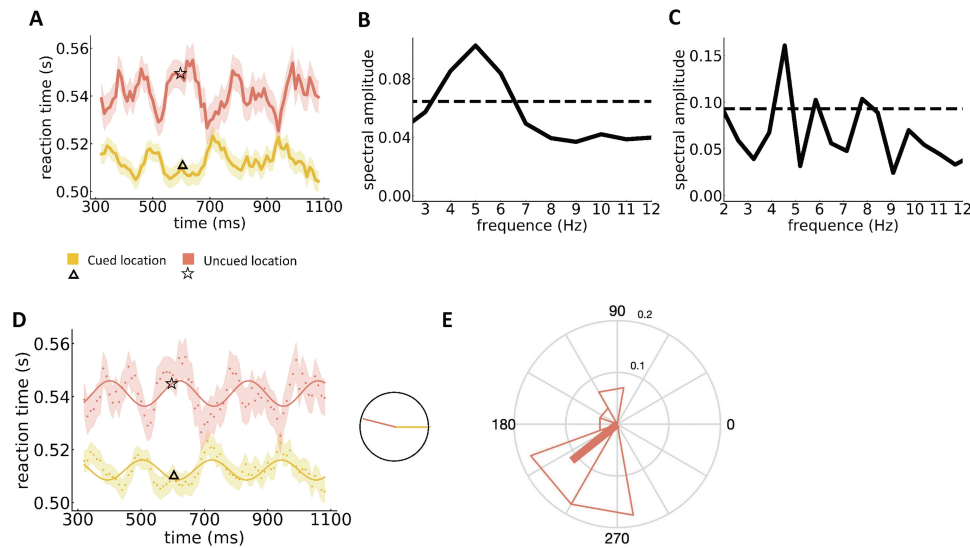 A
B
C
reaction time (s)
0.56
0.54
0.52
0.50
300 500 700 900 1100
time (ms)
spectral amplitude
0.08
0.04
0.00
3 4 5 6 7 8 9 10 11 12
frequence (Hz)
spectral amplitude
0.15
0.10
0.05
0.00
2 3 4 5 6 7 8 9 10 11 12
frequence (Hz)
Cued location
Uncued location
D
E
reaction time (s)
0.56
0.54
0.52
0.50
300 500 700 900 1100
time (ms)
90
0.2
0.1
180
0
270